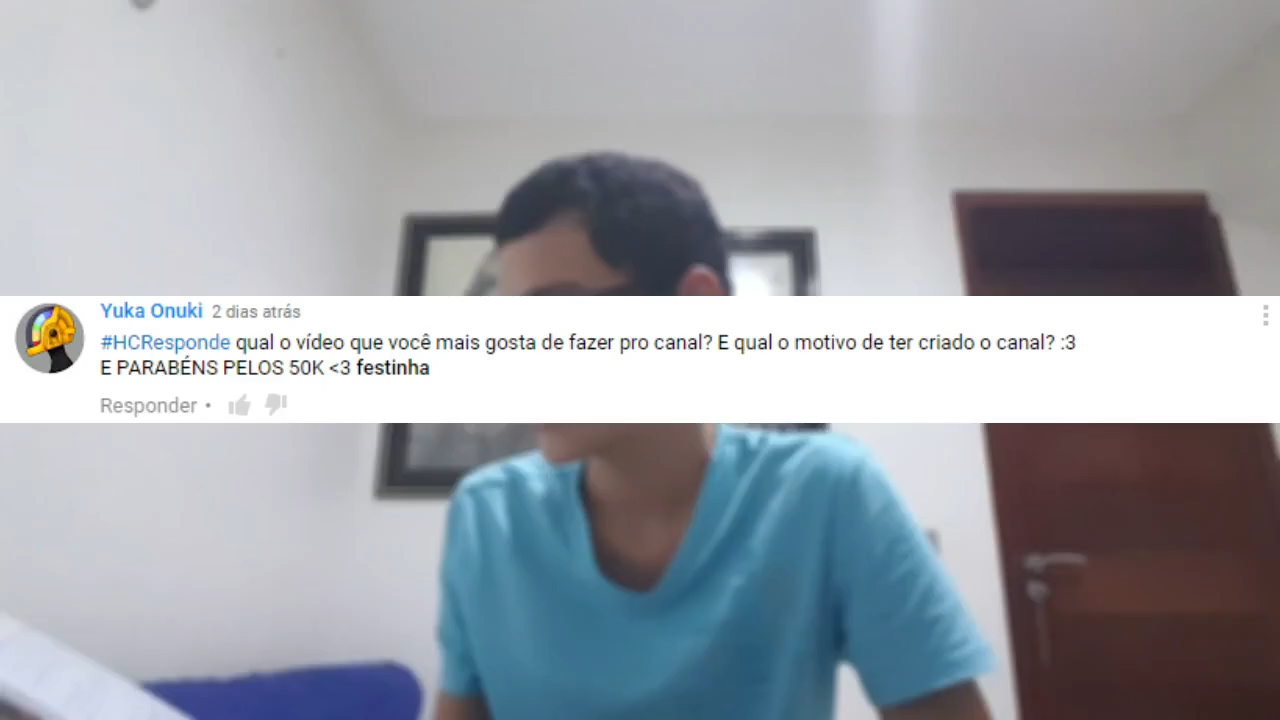 Yuka Onuki 2 dias atrás
#HCResponde qual o vídeo que você mais gosta de fazer pro canal? E qual o motivo de ter criado o canal? :3
E PARABÉNS PELOS 50K <3 festinha
Responder •